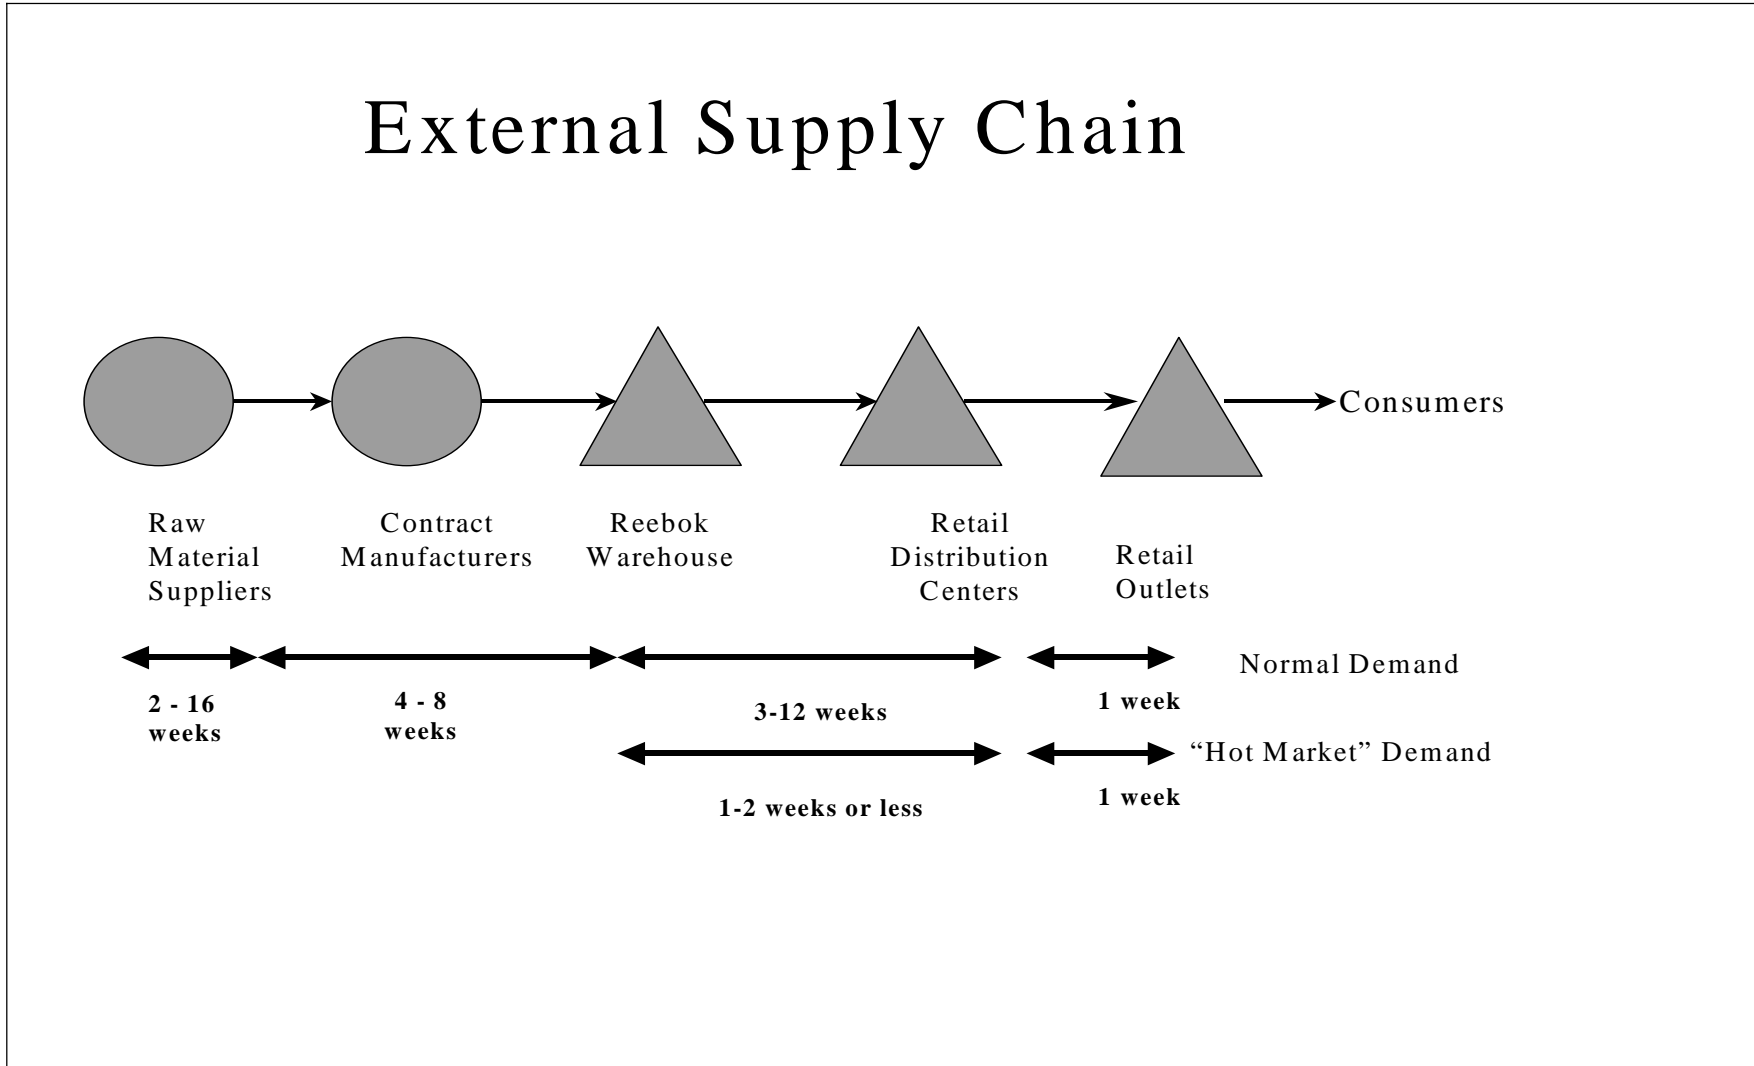 External Supply Chain
Consumers
Raw
Material
Suppliers
Contract
Manufacturers
Reebok
Warehouse
Retail
Distribution
Centers
Retail
Outlets
2 - 16
weeks
4 - 8
weeks
3-12 weeks
1 week
Normal Demand
1-2 weeks or less
1 week
“Hot Market” Demand